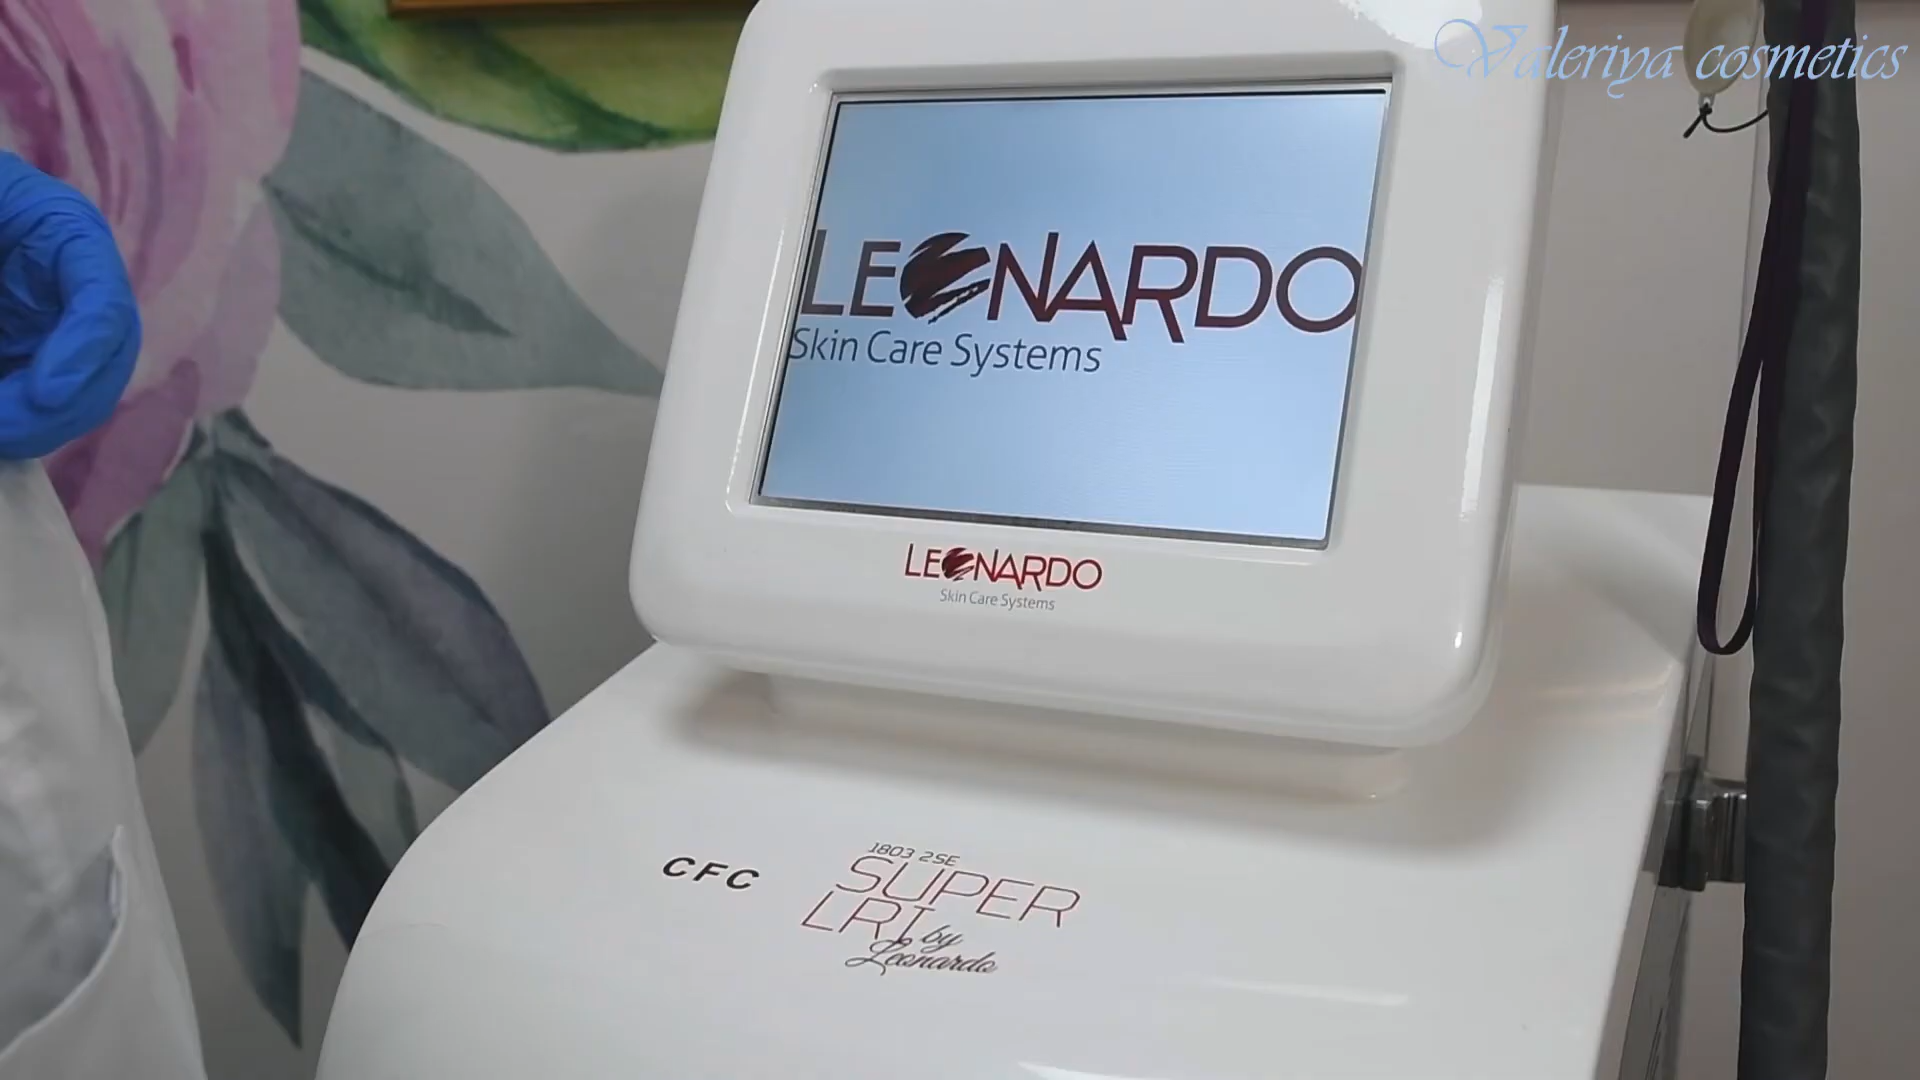 Valeriya cosmetics
LEONARDO
Skin Care Systems
LEONARDO
Skin Care Systems
CFC
1803 2SE
SUPER
LRI by
Leonardo